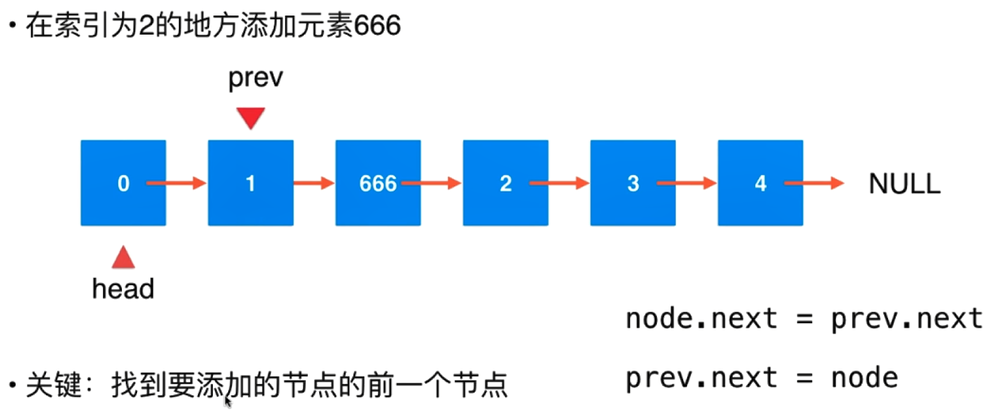 • 在索引为2的地方添加元素666
prev
0 1 666 2 3 4 NULL
head
node.next = prev.next
• 关键：找到要添加的节点的前一个节点
prev.next = node